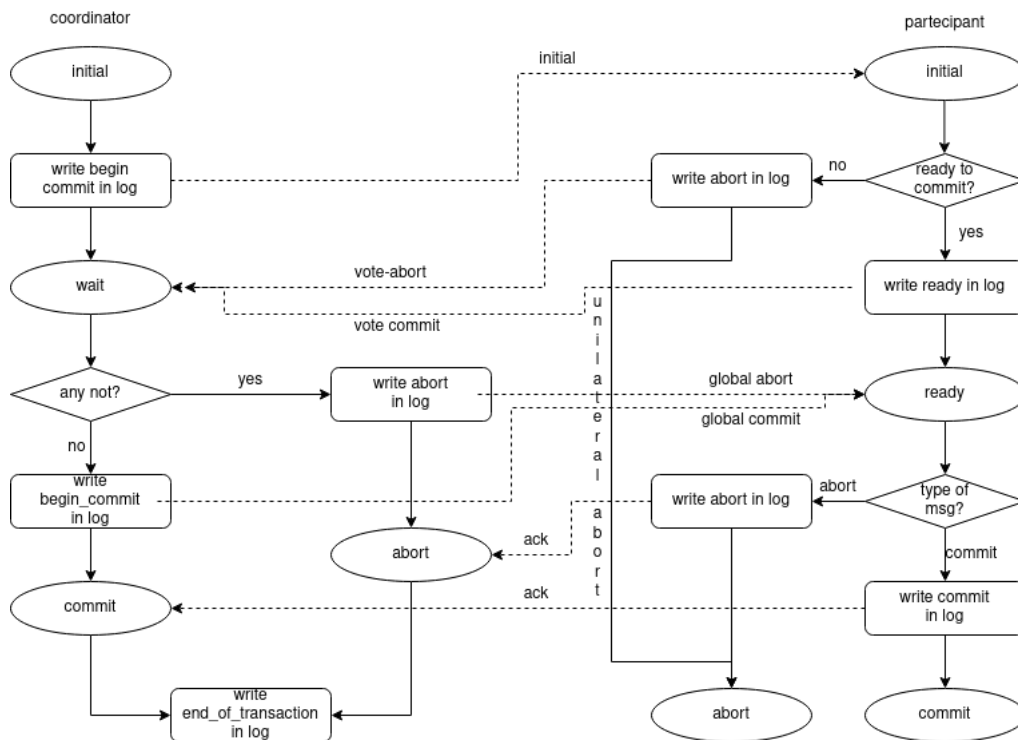 coordinator
partecipant
initial
initial
initial
write begin
commit in log
write abort in log
no
ready to
commit?
yes
wait
vote-abort
vote commit
write ready in log
unilateral abort
any not?
yes
write abort
in log
global abort
global commit
ready
no
write
begin_commit
in log
write abort in log
abort
type of
msg?
ack
abort
commit
commit
ack
write commit
in log
write
end_of_transaction
in log
abort
commit